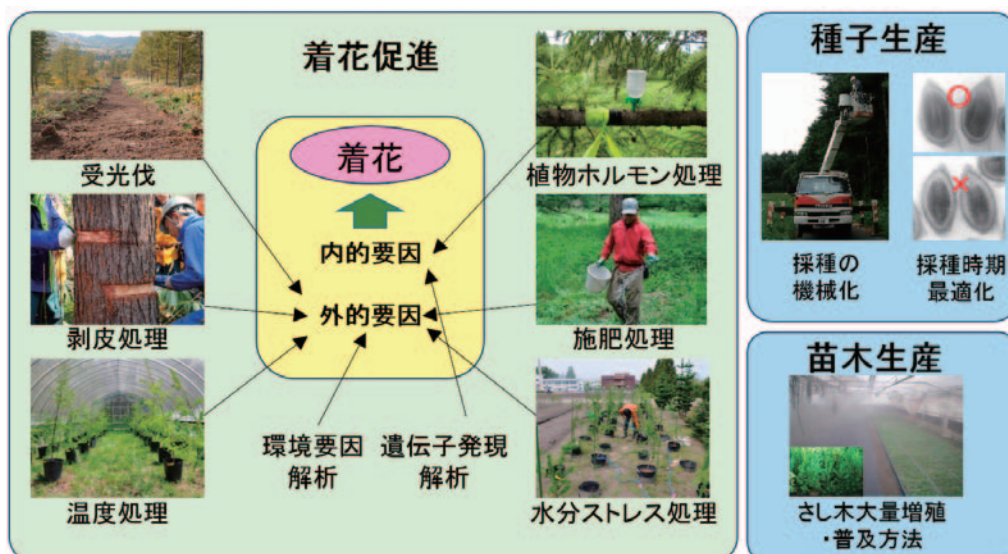 着花促進
受光伐
剥皮処理
温度処理
着花
内的要因
外的要因
環境要因
解析
遺伝子発現
解析
植物ホルモン処理
施肥処理
水分ストレス処理
種子生産
採種の
機械化
採種時期
最適化
苗木生産
さし木大量増殖
・普及方法